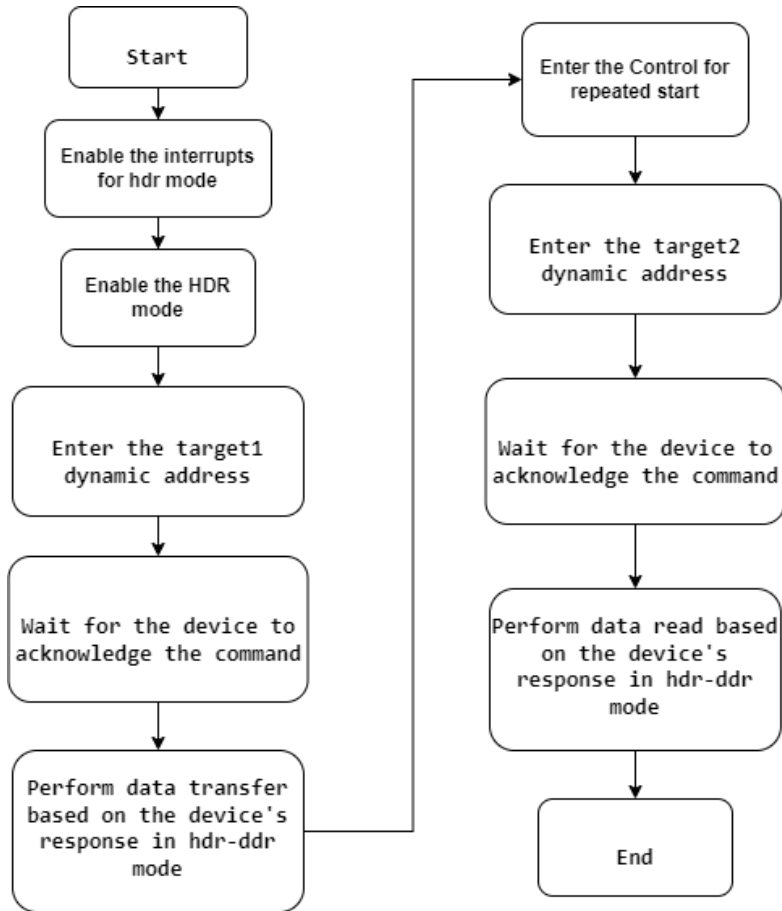 Start
Enable the interrupts
for hdr mode
Enable the HDR
mode
Enter the target1
dynamic address
Wait for the device to
acknowledge the command
Perform data transfer
based on the device's
response in hdr-ddr
mode
Enter the Control for
repeated start
Enter the target2
dynamic address
Wait for the device to
acknowledge the command
Perform data read based
on the device's
response in hdr-ddr
mode
End